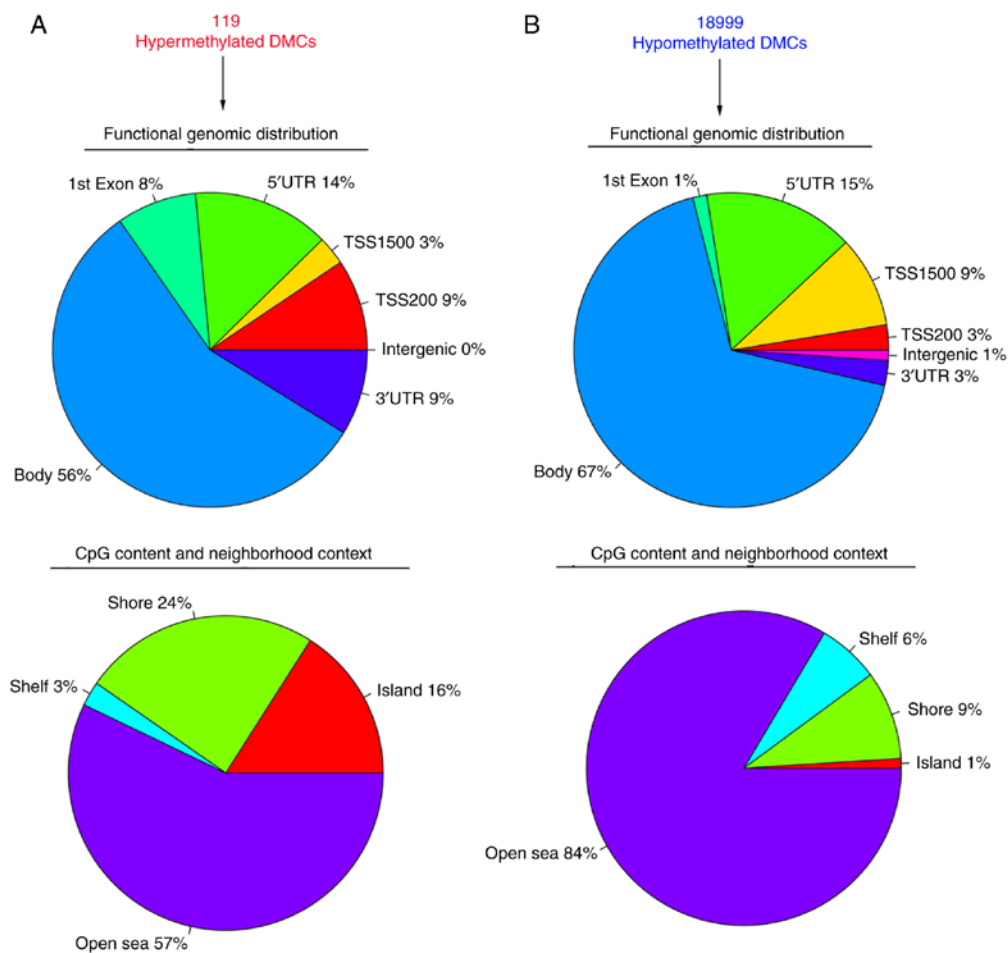 A
119
Hypermethylated DMCs
Functional genomic distribution
1st Exon 8%
5′UTR 14%
TSS1500 3%
TSS200 9%
Intergenic 0%
3′UTR 9%
Body 56%
CpG content and neighborhood context
Shore 24%
Shelf 3%
Island 16%
Open sea 57%
B
18999
Hypomethylated DMCs
Functional genomic distribution
1st Exon 1%
5′UTR 15%
TSS1500 9%
TSS200 3%
Intergenic 1%
3′UTR 3%
Body 67%
CpG content and neighborhood context
Shelf 6%
Shore 9%
Island 1%
Open sea 84%